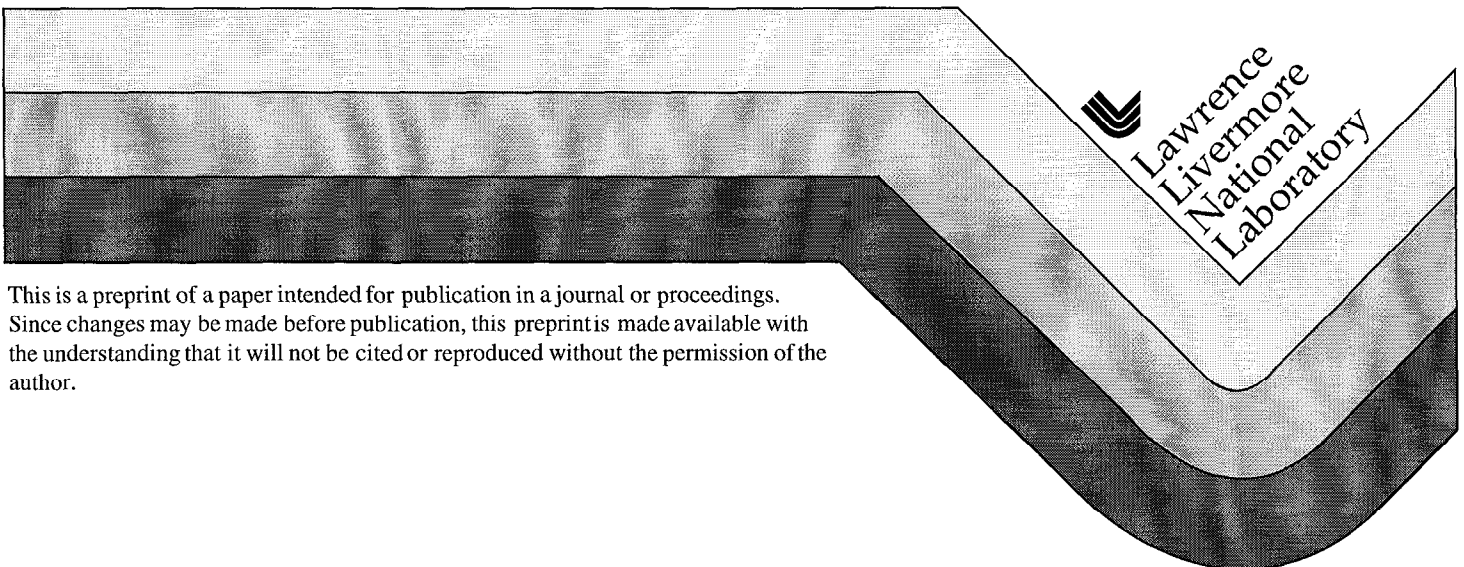 Lawrence
Livermore
National
Laboratory
This is a preprint of a paper intended for publication in a journal or proceedings.
Since changes may be made before publication, this preprint is made available with
the understanding that it will not be cited or reproduced without the permission of the
author.